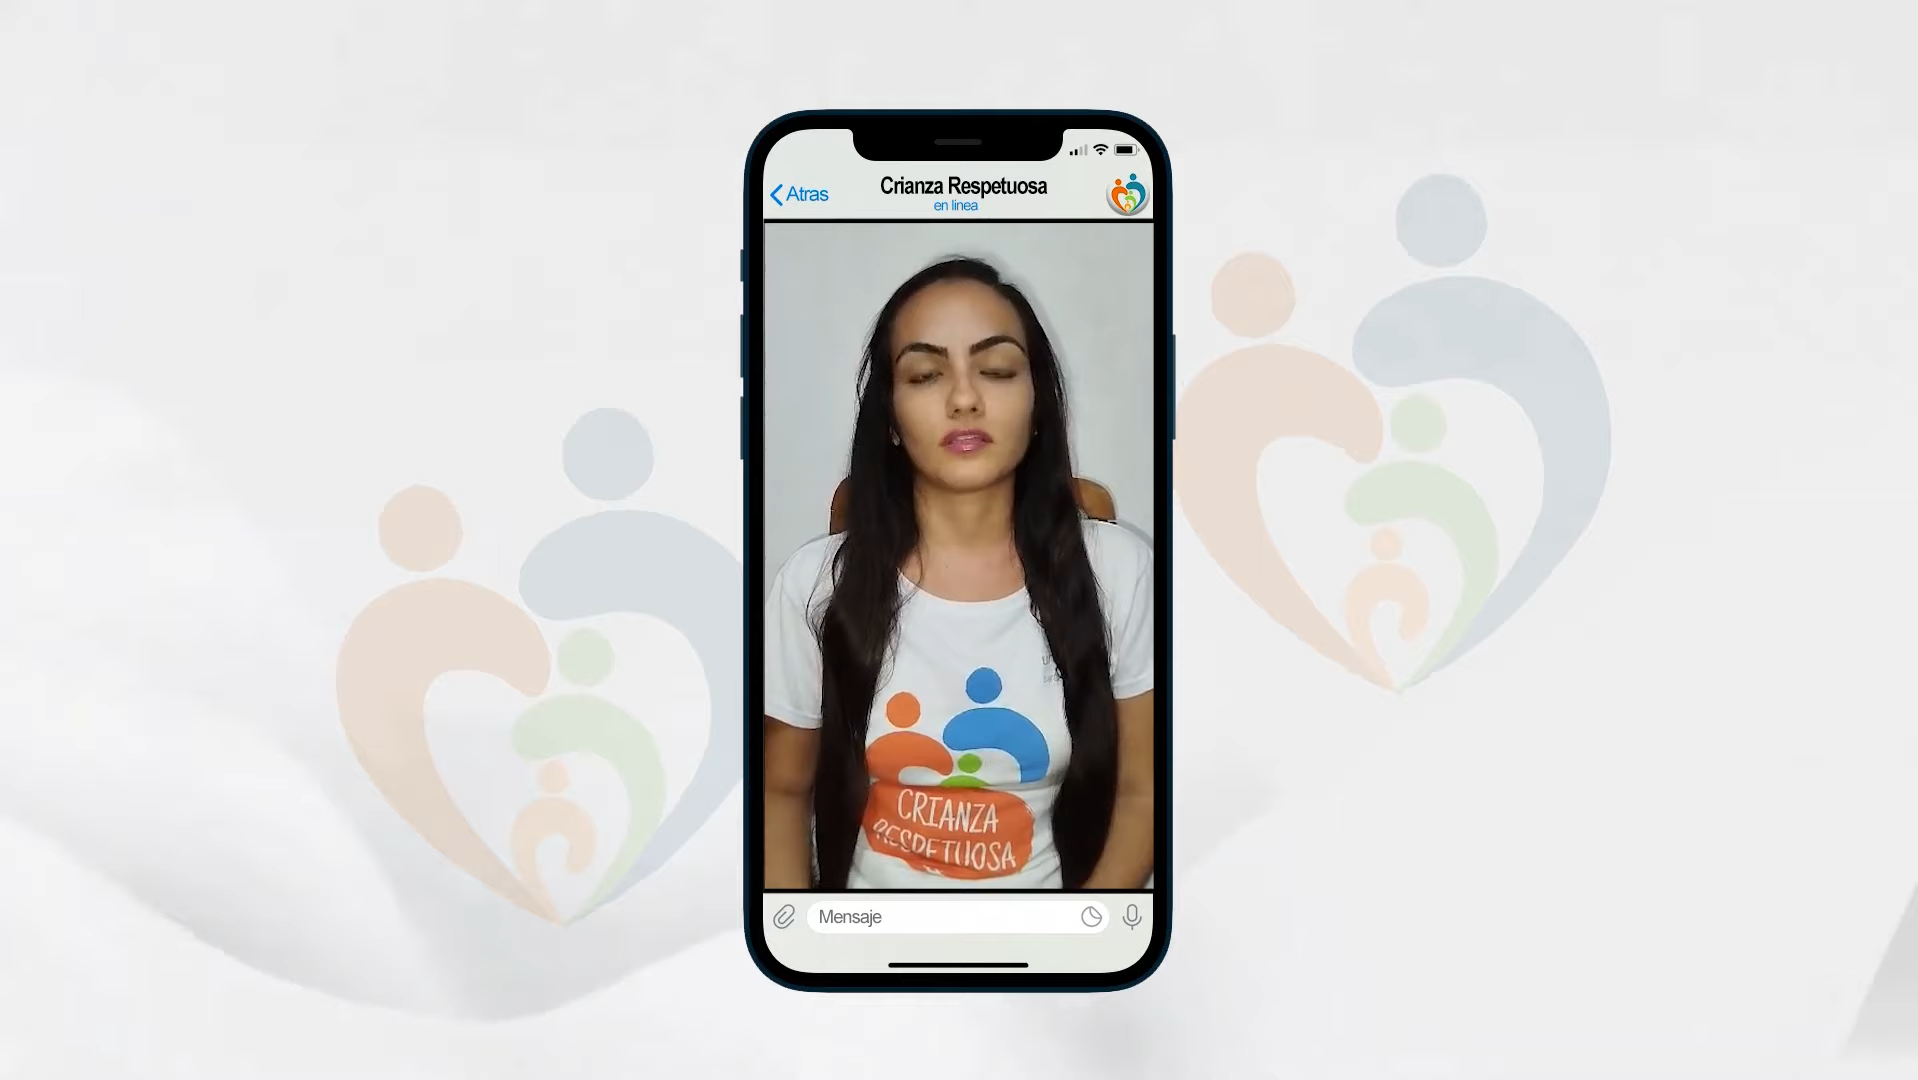 Atras
Crianza Respetuosa
en linea
CRIANZA
RESPETUOSA
Mensaje